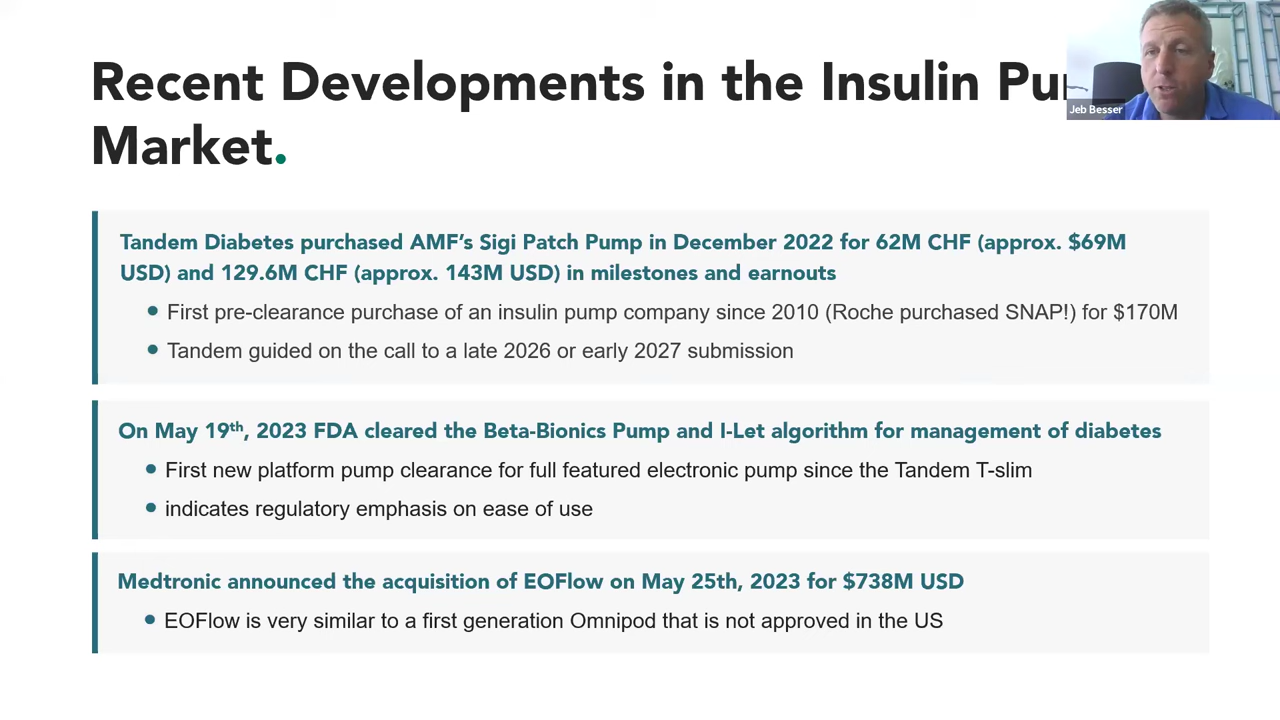 Recent Developments in the Insulin
Jeb Besser
Market.
Tandem Diabetes purchased AMF’s Sigi Patch Pump in December 2022 for 62M CHF (approx. $69M
USD) and 129.6M CHF (approx. 143M USD) in milestones and earnouts
• First pre-clearance purchase of an insulin pump company since 2010 (Roche purchased SNAP!) for $170M
• Tandem guided on the call to a late 2026 or early 2027 submission
On May 19th, 2023 FDA cleared the Beta-Bionics Pump and I-Let algorithm for management of diabetes
• First new platform pump clearance for full featured electronic pump since the Tandem T-slim
• indicates regulatory emphasis on ease of use
Medtronic announced the acquisition of EOFlow on May 25th, 2023 for $738M USD
• EOFlow is very similar to a first generation Omnipod that is not approved in the US